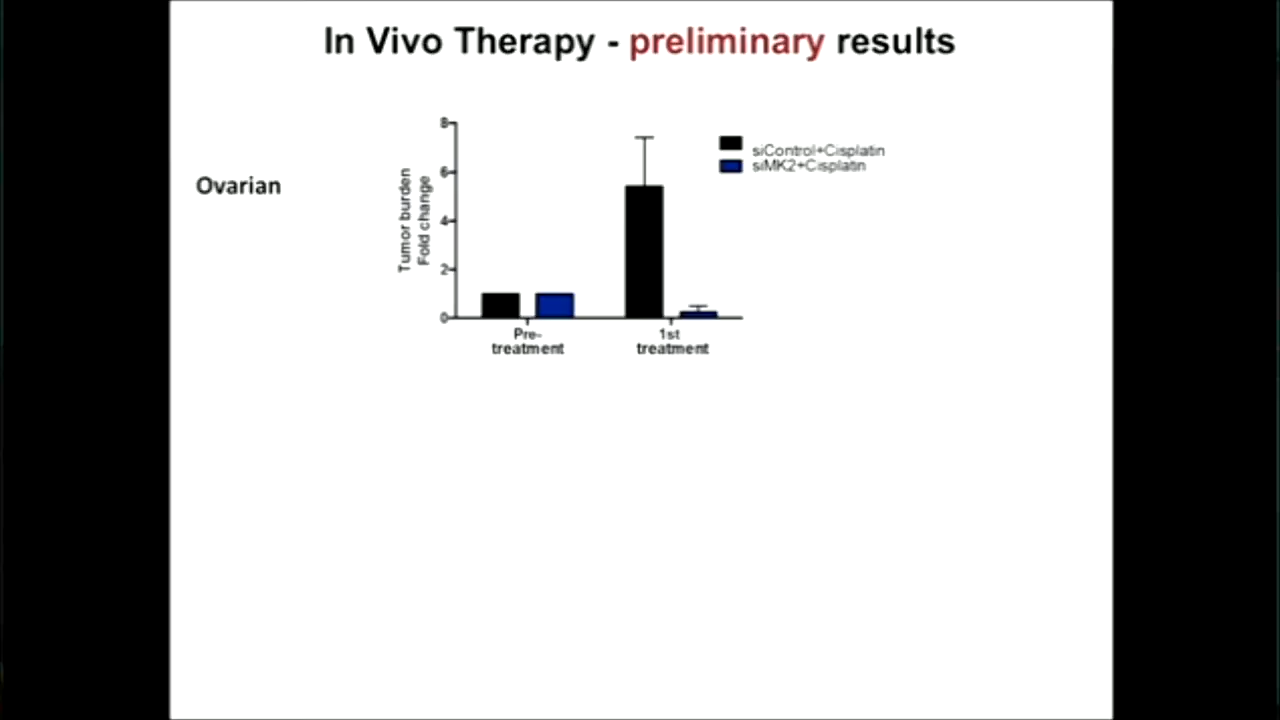 In Vivo Therapy - preliminary results
Ovarian
Tumor burden
Fold change
8
6
4
2
0
siControl+Cisplatin
siMK2+Cisplatin
Pre-
treatment
1st
treatment